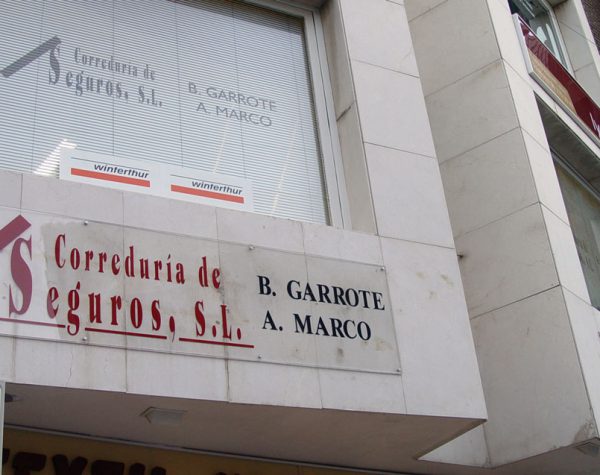 Correduría de
Seguros, S.L.
B. GARROTE
A. MARCO
winterthur
winterthur
Correduría de
Seguros, S.L.
B. GARROTE
A. MARCO